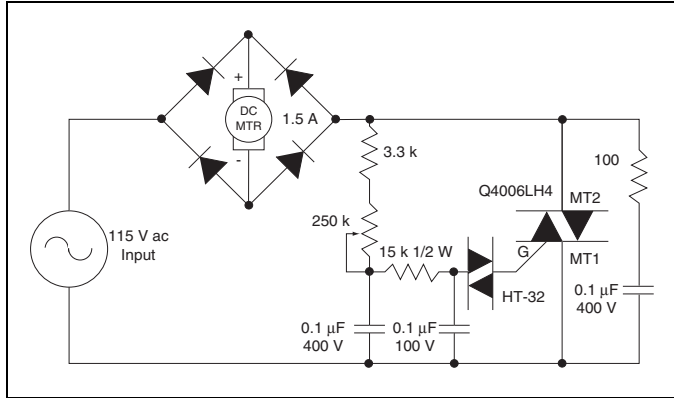 +
DC
MTR
-
1.5 A
3.3 k
250 k
15 k 1/2 W
100
Q4006LH4
MT2
G
MT1
HT-32
115 V ac
Input
0.1 µF
400 V
0.1 µF
100 V
0.1 µF
400 V